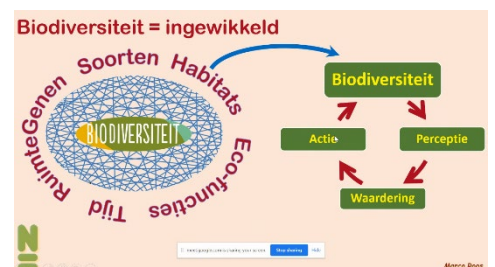 Biodiversiteit = ingewikkeld
Genen Soorten Habitats Eco-functies Tijd Ruimte
BIODIVERSITEIT
Biodiversiteit
Actie
Perceptie
Waardering
Stop sharing
Hide
Marco Roos